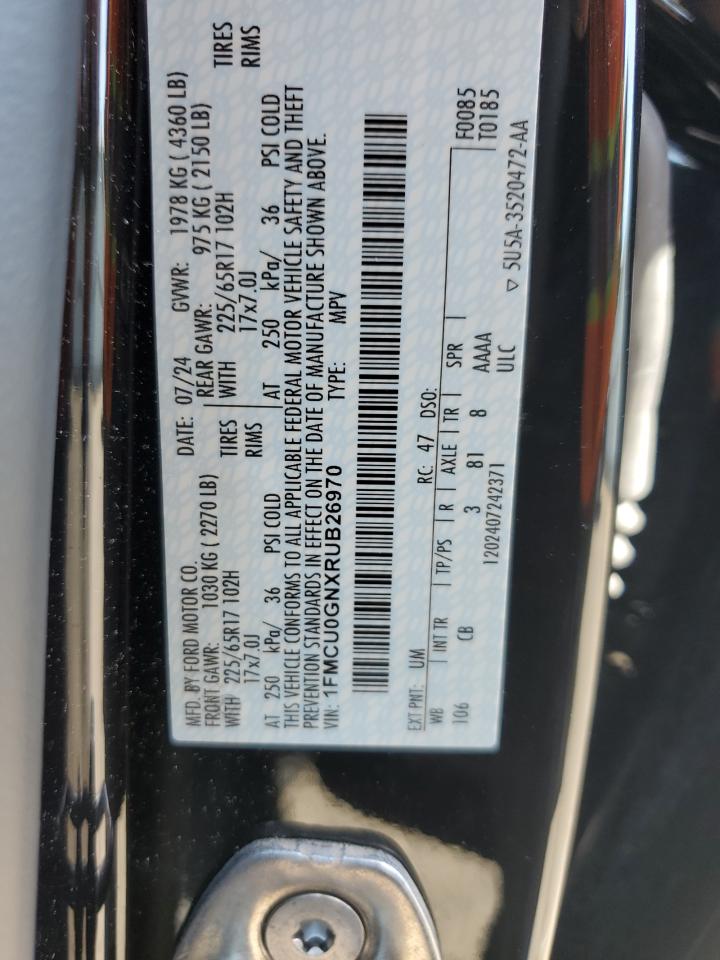 MFD. BY FORD MOTOR CO. DATE: 07/24 GVWR: 1978 KG ( 4360 LB)
FRONT GAWR: 1030 KG ( 2270 LB) REAR GAWR: 975 KG ( 2150 LB)
WITH 225/65R17 102H TIRES WITH 225/65R17 102H TIRES
17x7.0J RIMS 17x7.0J RIMS
AT 250 kPa/ 36 PSI COLD AT 250 kPa/ 36 PSI COLD
THIS VEHICLE CONFORMS TO ALL APPLICABLE FEDERAL MOTOR VEHICLE SAFETY AND THEFT
PREVENTION STANDARDS IN EFFECT ON THE DATE OF MANUFACTURE SHOWN ABOVE.
VIN: 1FMCU0GNXRUB26970 TYPE: MPV
EXT PNT: UM RC: 47 DSO:
WB INT TR TP/PS R AXLE TR SPR F0085
106 CB 3 81 8 AAAA T0185
1202407242371 ULC ▽ 5U5A-3520472-AA